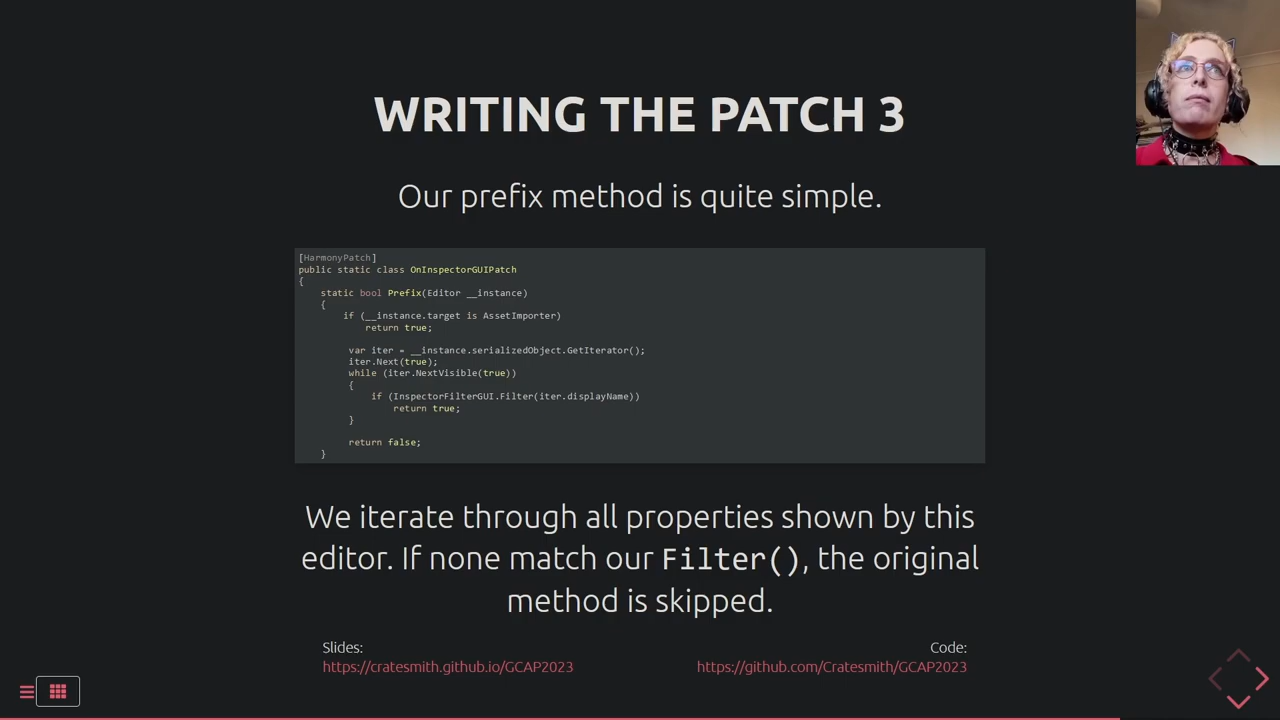 WRITING THE PATCH 3
Our prefix method is quite simple.
[HarmonyPatch]
public static class OnInspectorGUIPatch
{
static bool Prefix(Editor __instance)
{
if (__instance.target is AssetImporter)
return true;
var iter = __instance.serializedObject.GetIterator();
iter.Next(true);
while (iter.NextVisible(true))
{
if (InspectorFilterGUI.Filter(iter.displayName))
return true;
}
return false;
}
We iterate through all properties shown by this
editor. If none match our Filter(), the original
method is skipped.
Slides:
https://cratesmith.github.io/GCAP2023
Code:
https://github.com/Cratesmith/GCAP2023